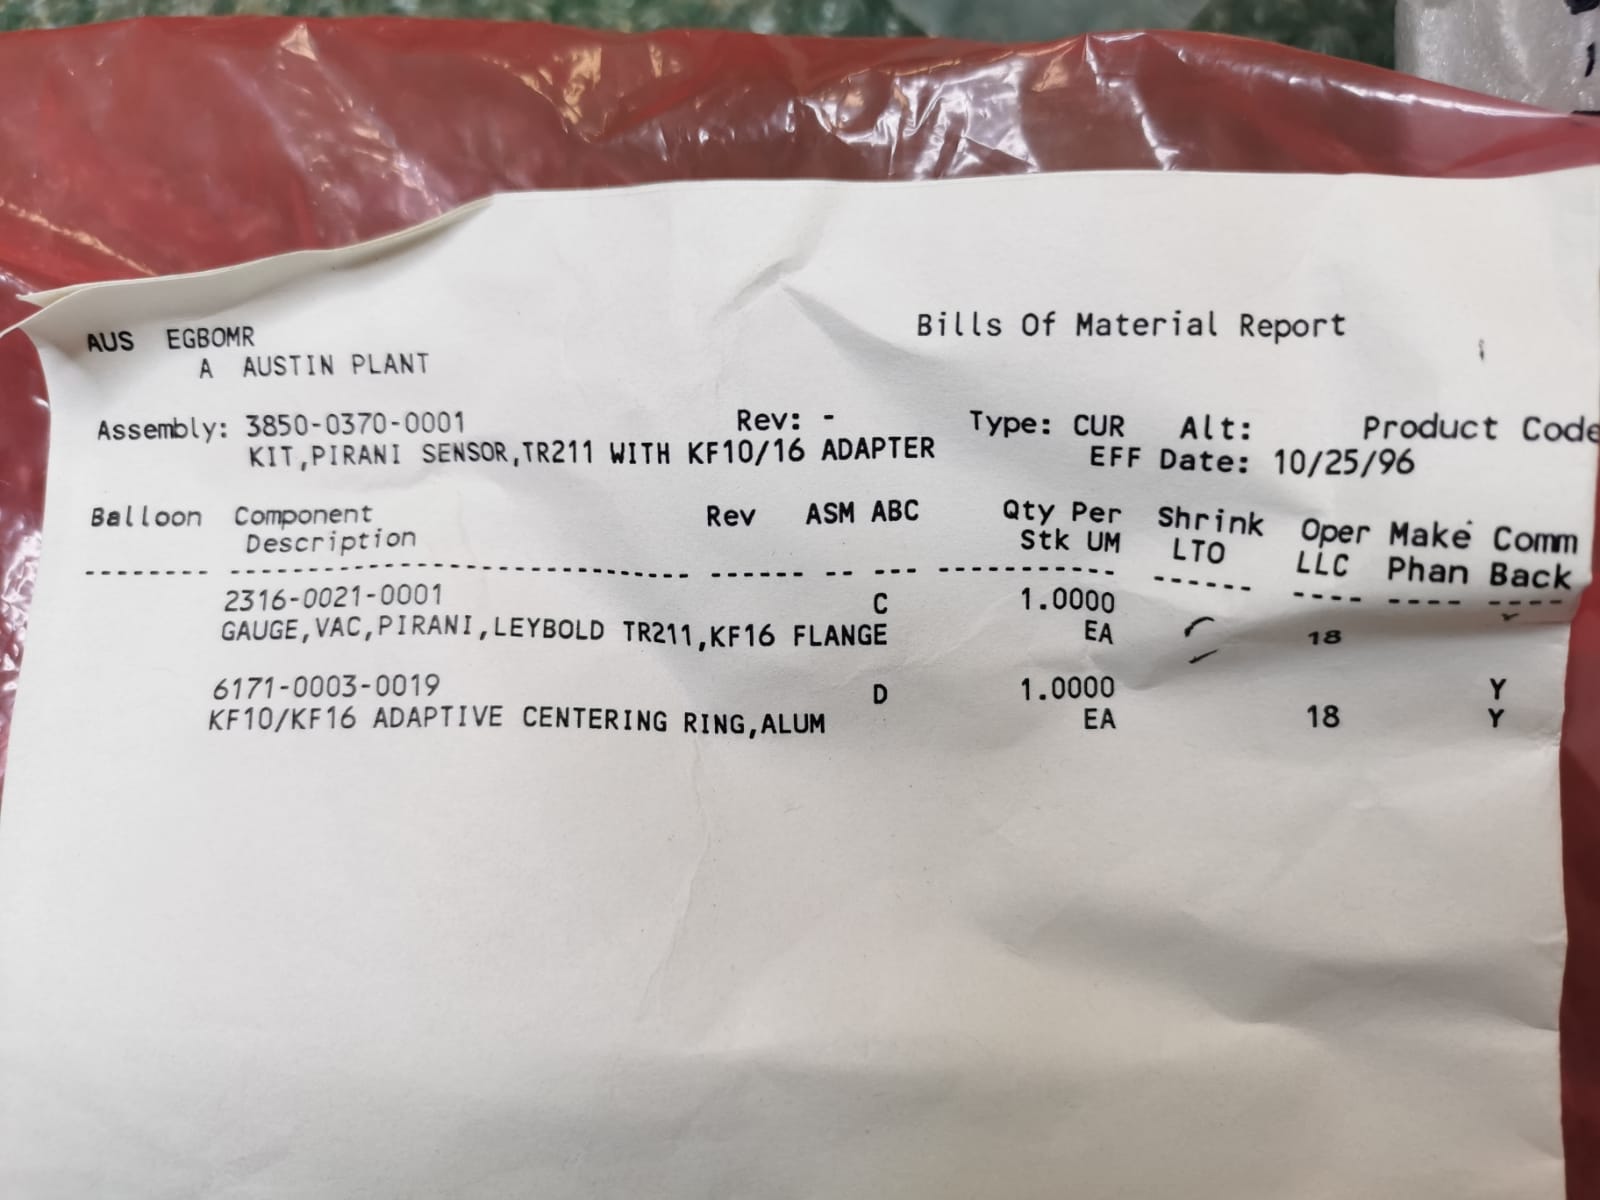 AUS EGBOMR Bills Of Material Report
A AUSTIN PLANT
Assembly: 3850-0370-0001 Rev: - Type: CUR Alt: Product Code
KIT,PIRANI SENSOR,TR211 WITH KF10/16 ADAPTER EFF Date: 10/25/96
Balloon Component Rev ASM ABC Qty Per Shrink Oper Make Comm
Description Stk UM LTO LLC Phan Back
2316-0021-0001 C 1.0000
GAUGE,VAC,PIRANI,LEYBOLD TR211,KF16 FLANGE EA 18
6171-0003-0019 D 1.0000 Y
KF10/KF16 ADAPTIVE CENTERING RING,ALUM EA 18 Y